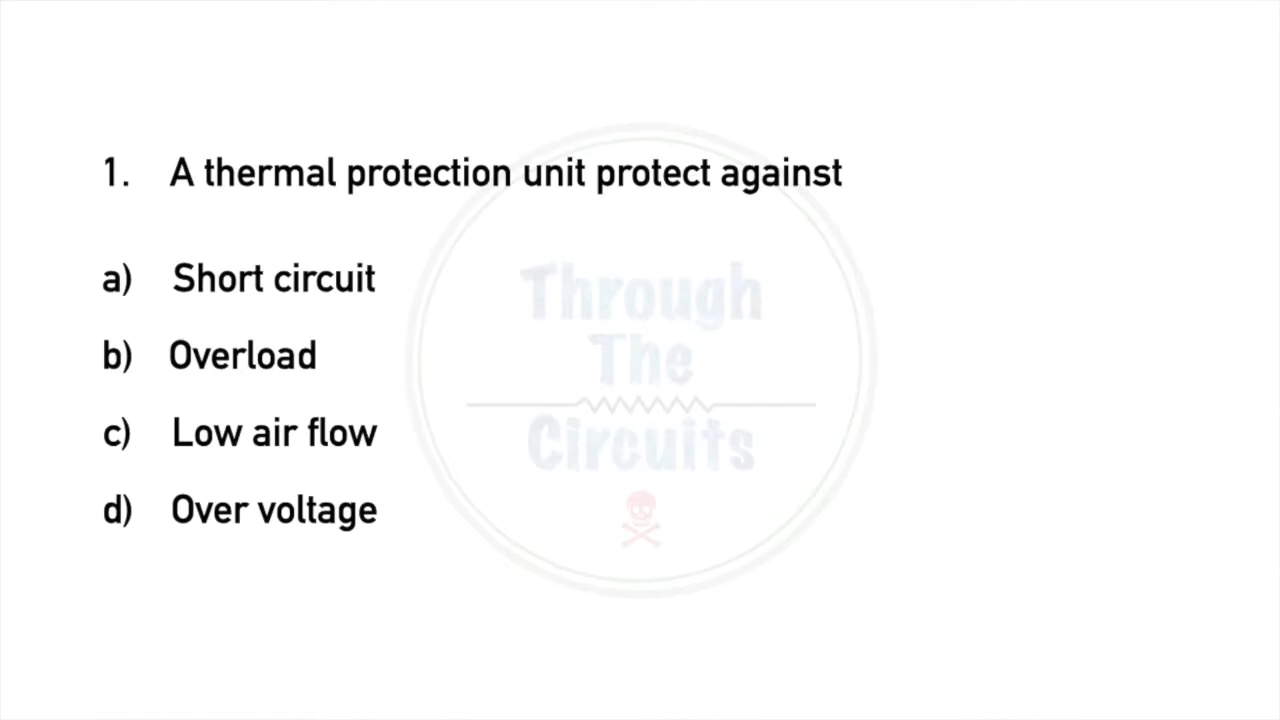 1. A thermal protection unit protect against
a) Short circuit
b) Overload
c) Low air flow
d) Over voltage
Through
The
Circuits